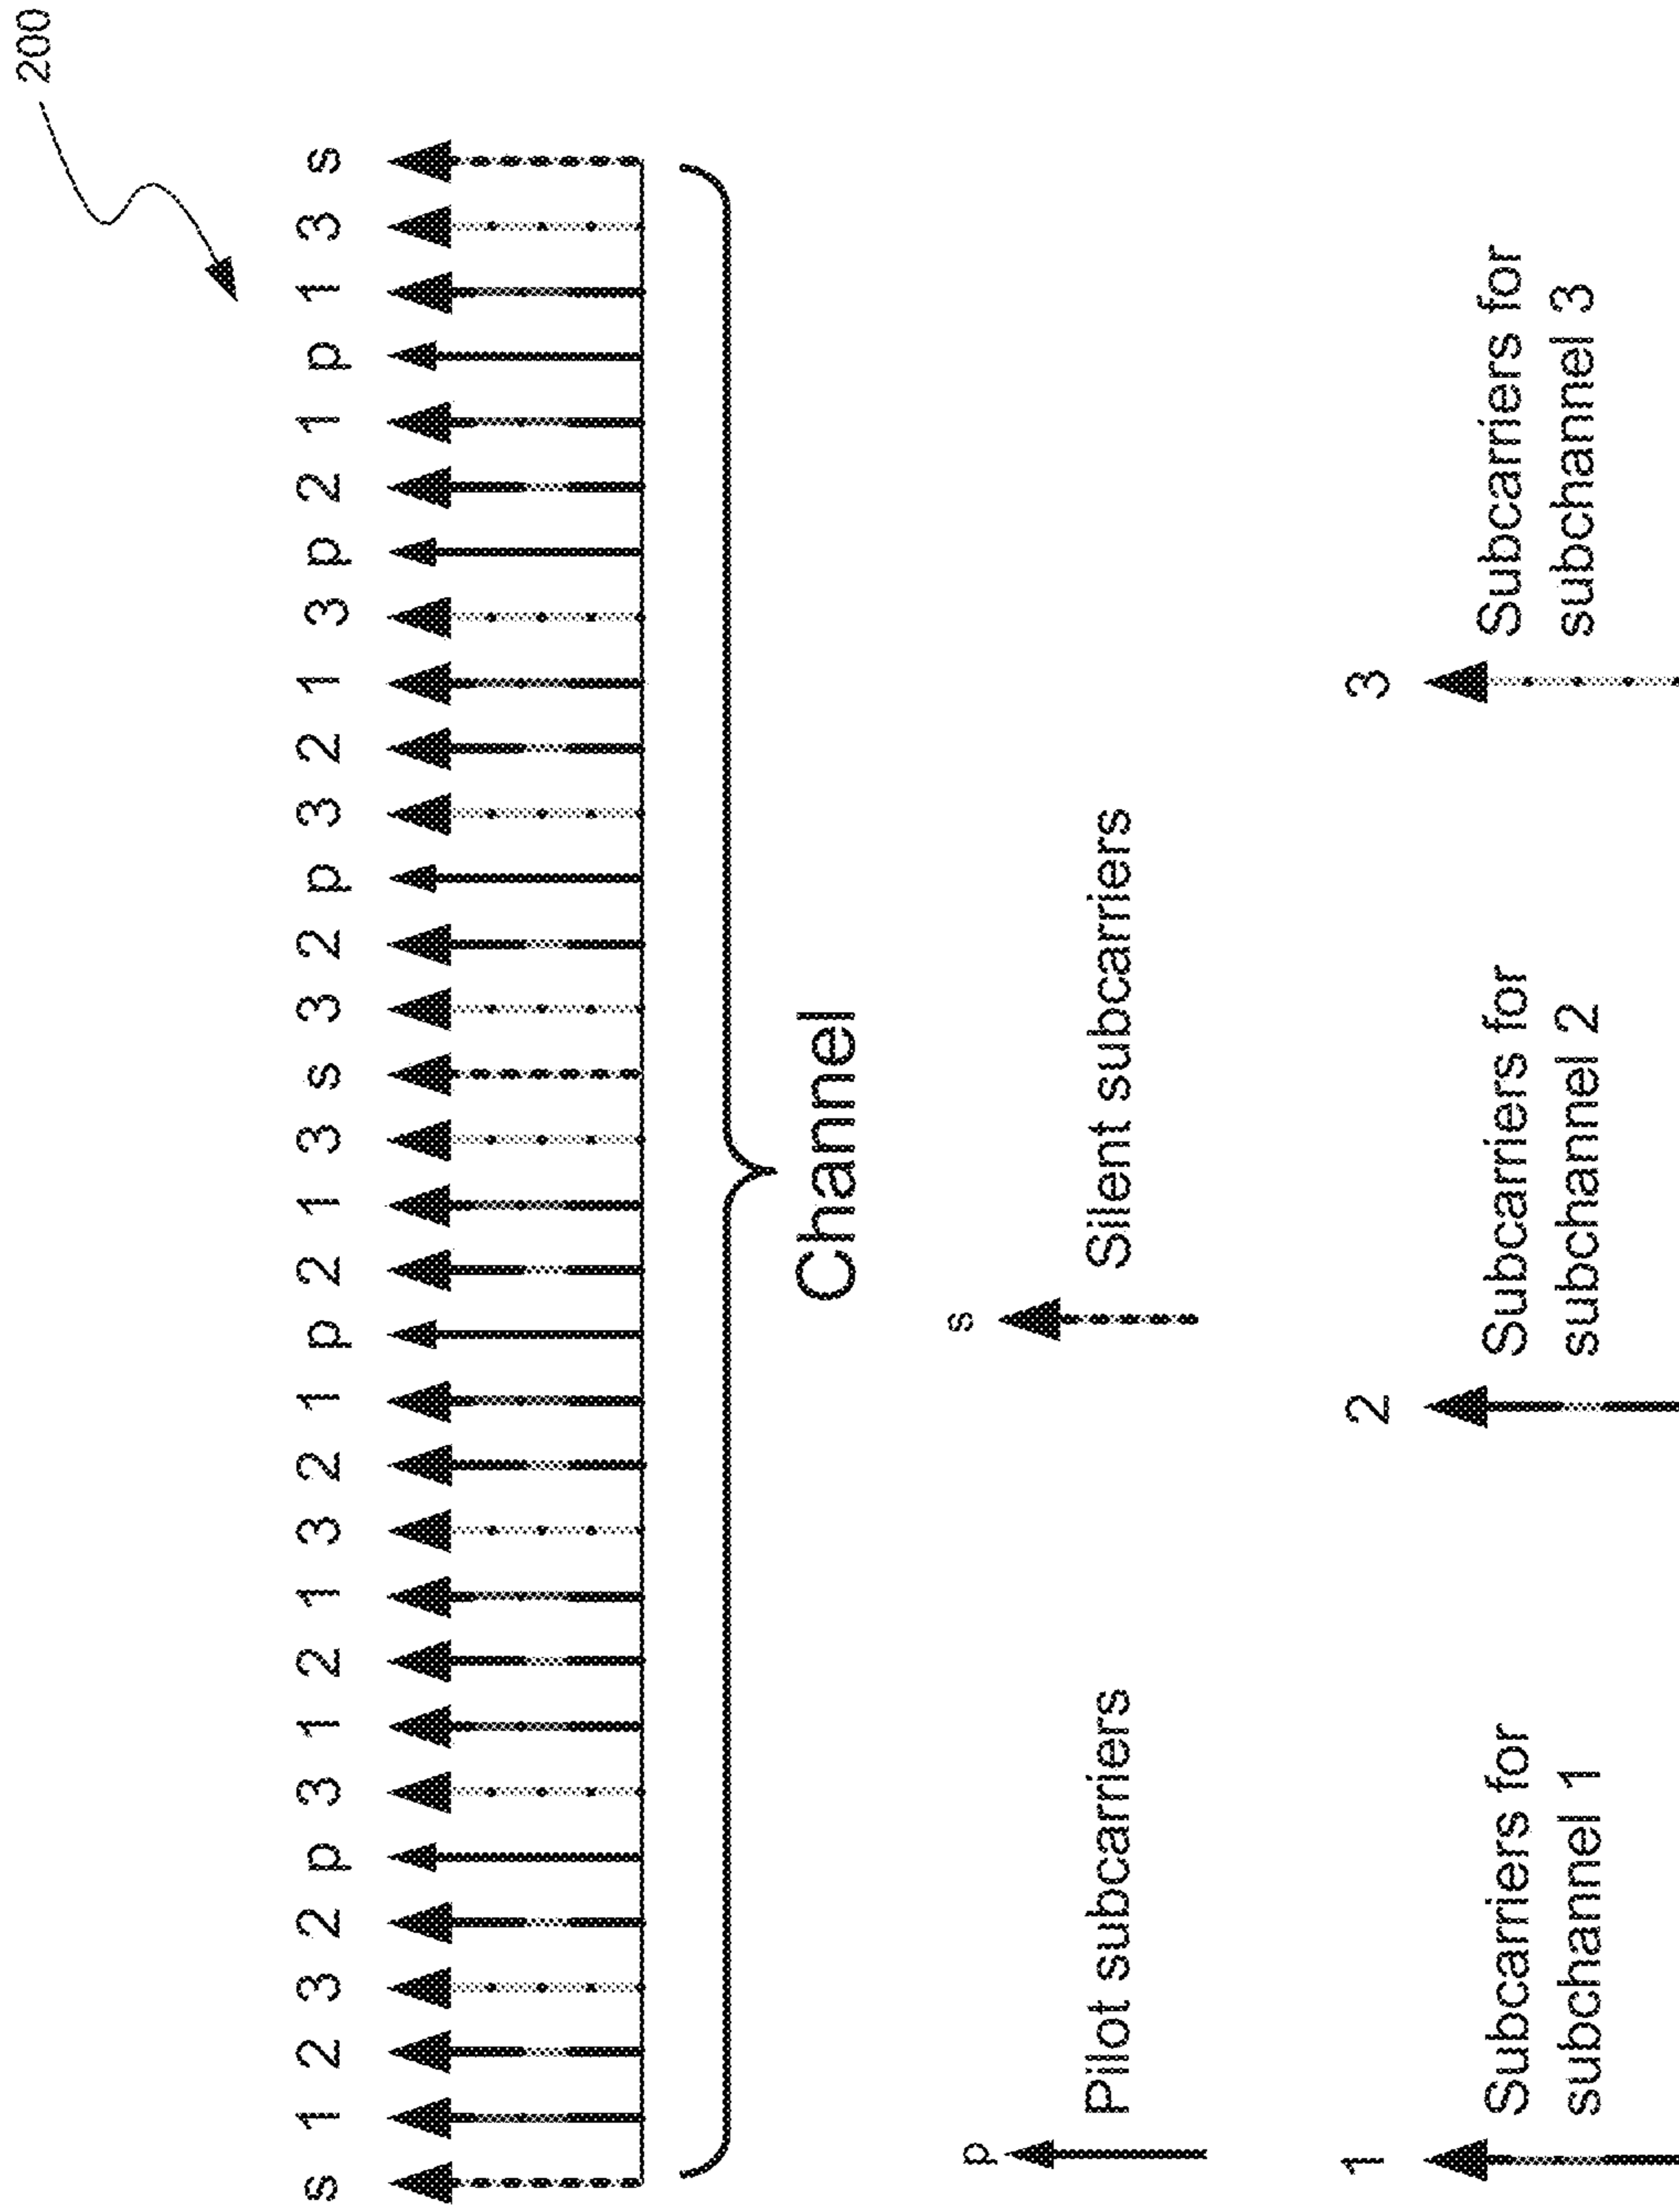 200
s 1 2 3 2 p 3 1 2 1 3 2 1 p 2 1 3 s 3 2 p 3 2 1 3 p 2 1 p 1 3 s
Channel
p
Pilot subcarriers
s
Silent subcarriers
1
Subcarriers for
subchannel 1
2
Subcarriers for
subchannel 2
3
Subcarriers for
subchannel 3